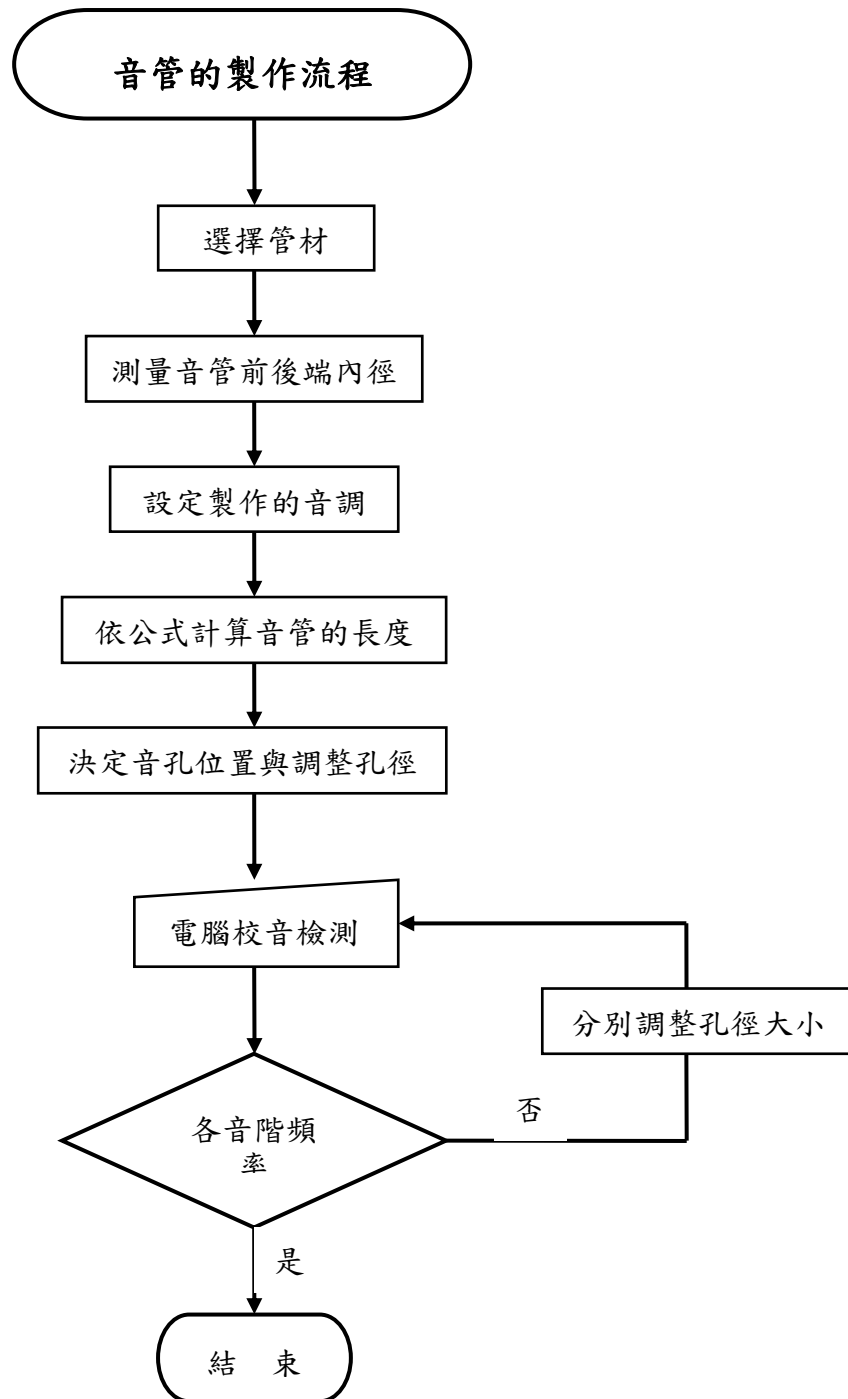 音管的製作流程
選擇管材
測量音管前後端內徑
設定製作的音調
依公式計算音管的長度
決定音孔位置與調整孔徑
電腦校音檢測
分別調整孔徑大小
各音階頻
率
否
是
結 束